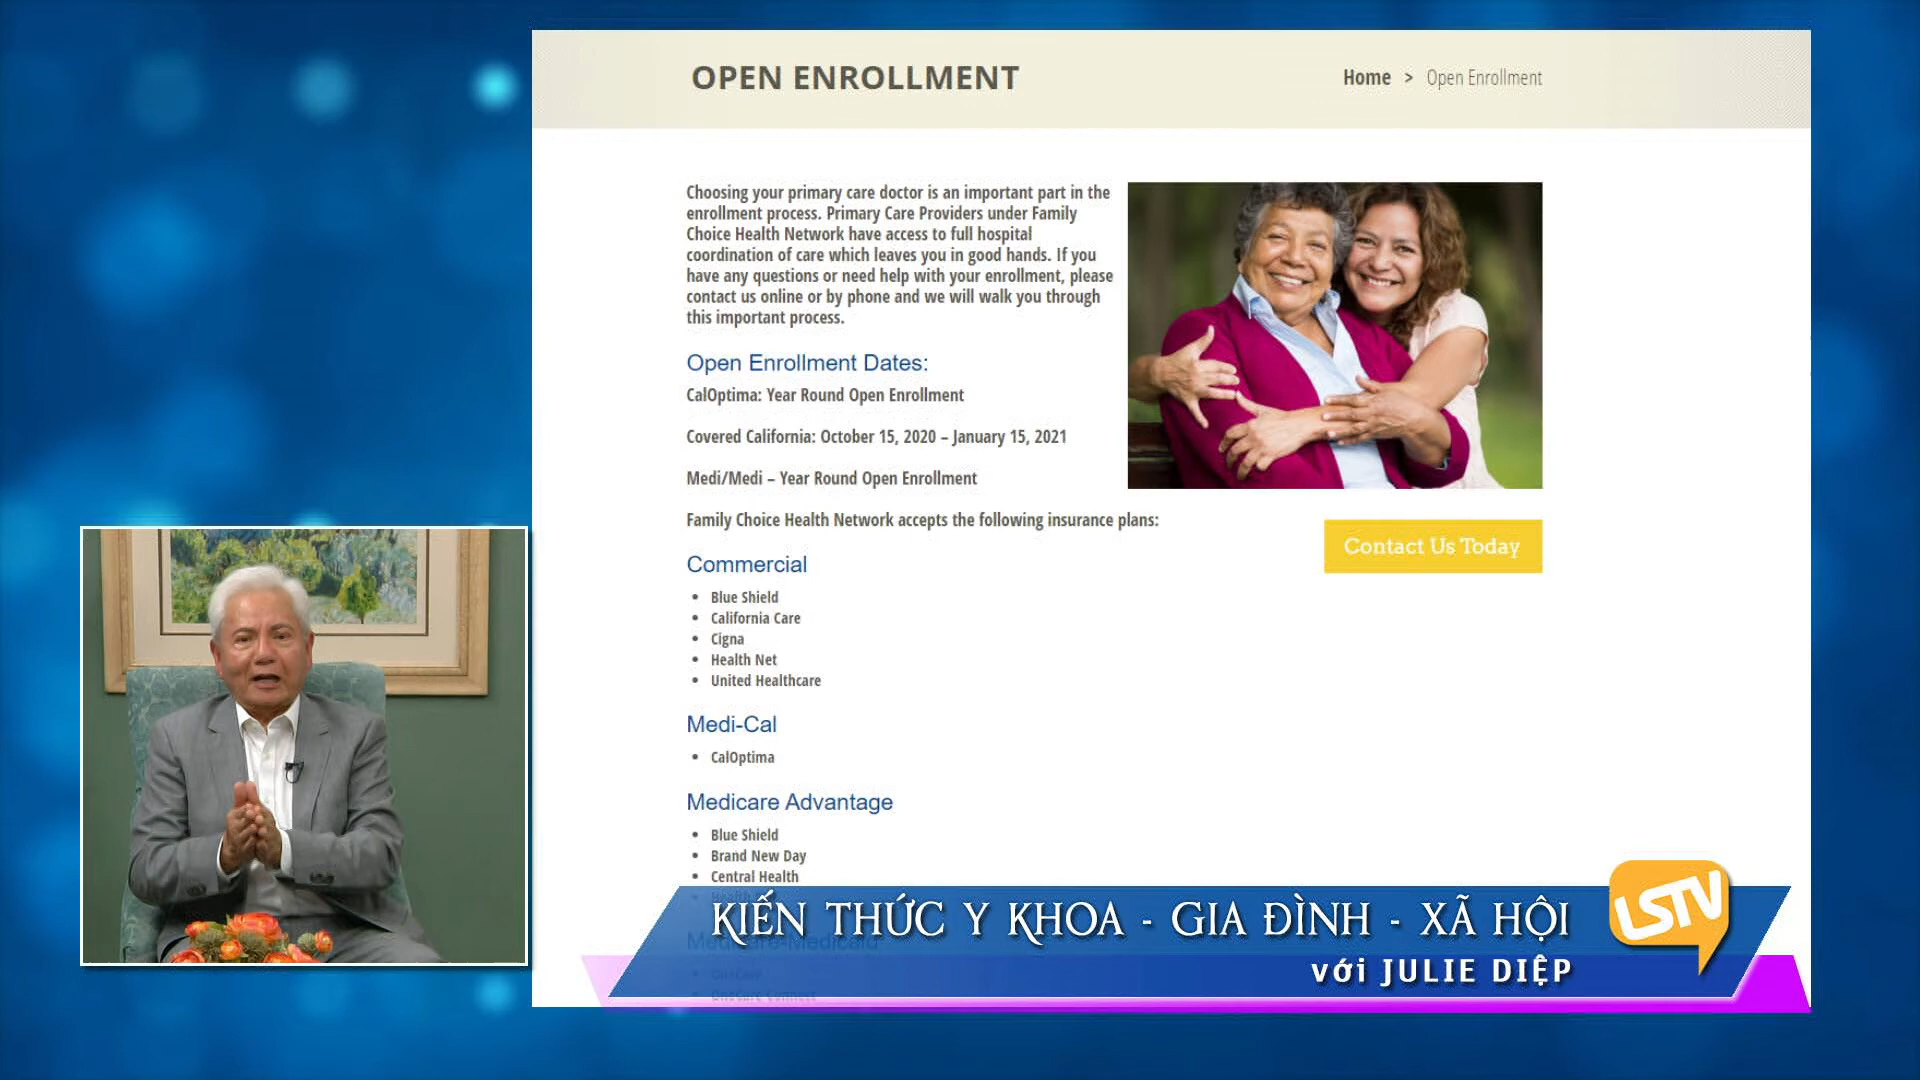 OPEN ENROLLMENT
Home > Open Enrollment
Choosing your primary care doctor is an important part in the
enrollment process. Primary Care Providers under Family
Choice Health Network have access to full hospital
coordination of care which leaves you in good hands. If you
have any questions or need help with your enrollment, please
contact us online or by phone and we will walk you through
this important process.
Open Enrollment Dates:
CalOptima: Year Round Open Enrollment
Covered California: October 15, 2020 – January 15, 2021
Medi/Medi – Year Round Open Enrollment
Family Choice Health Network accepts the following insurance plans:
Contact Us Today
Commercial
• Blue Shield
• California Care
• Cigna
• Health Net
• United Healthcare
Medi-Cal
• CalOptima
Medicare Advantage
• Blue Shield
• Brand New Day
• Central Health
Medicare-Medicaid
• OneCare
• OneCare Connect
KIẾN THỨC Y KHOA - GIA ĐÌNH - XÃ HỘI
với JULIE DIỆP
LSTV